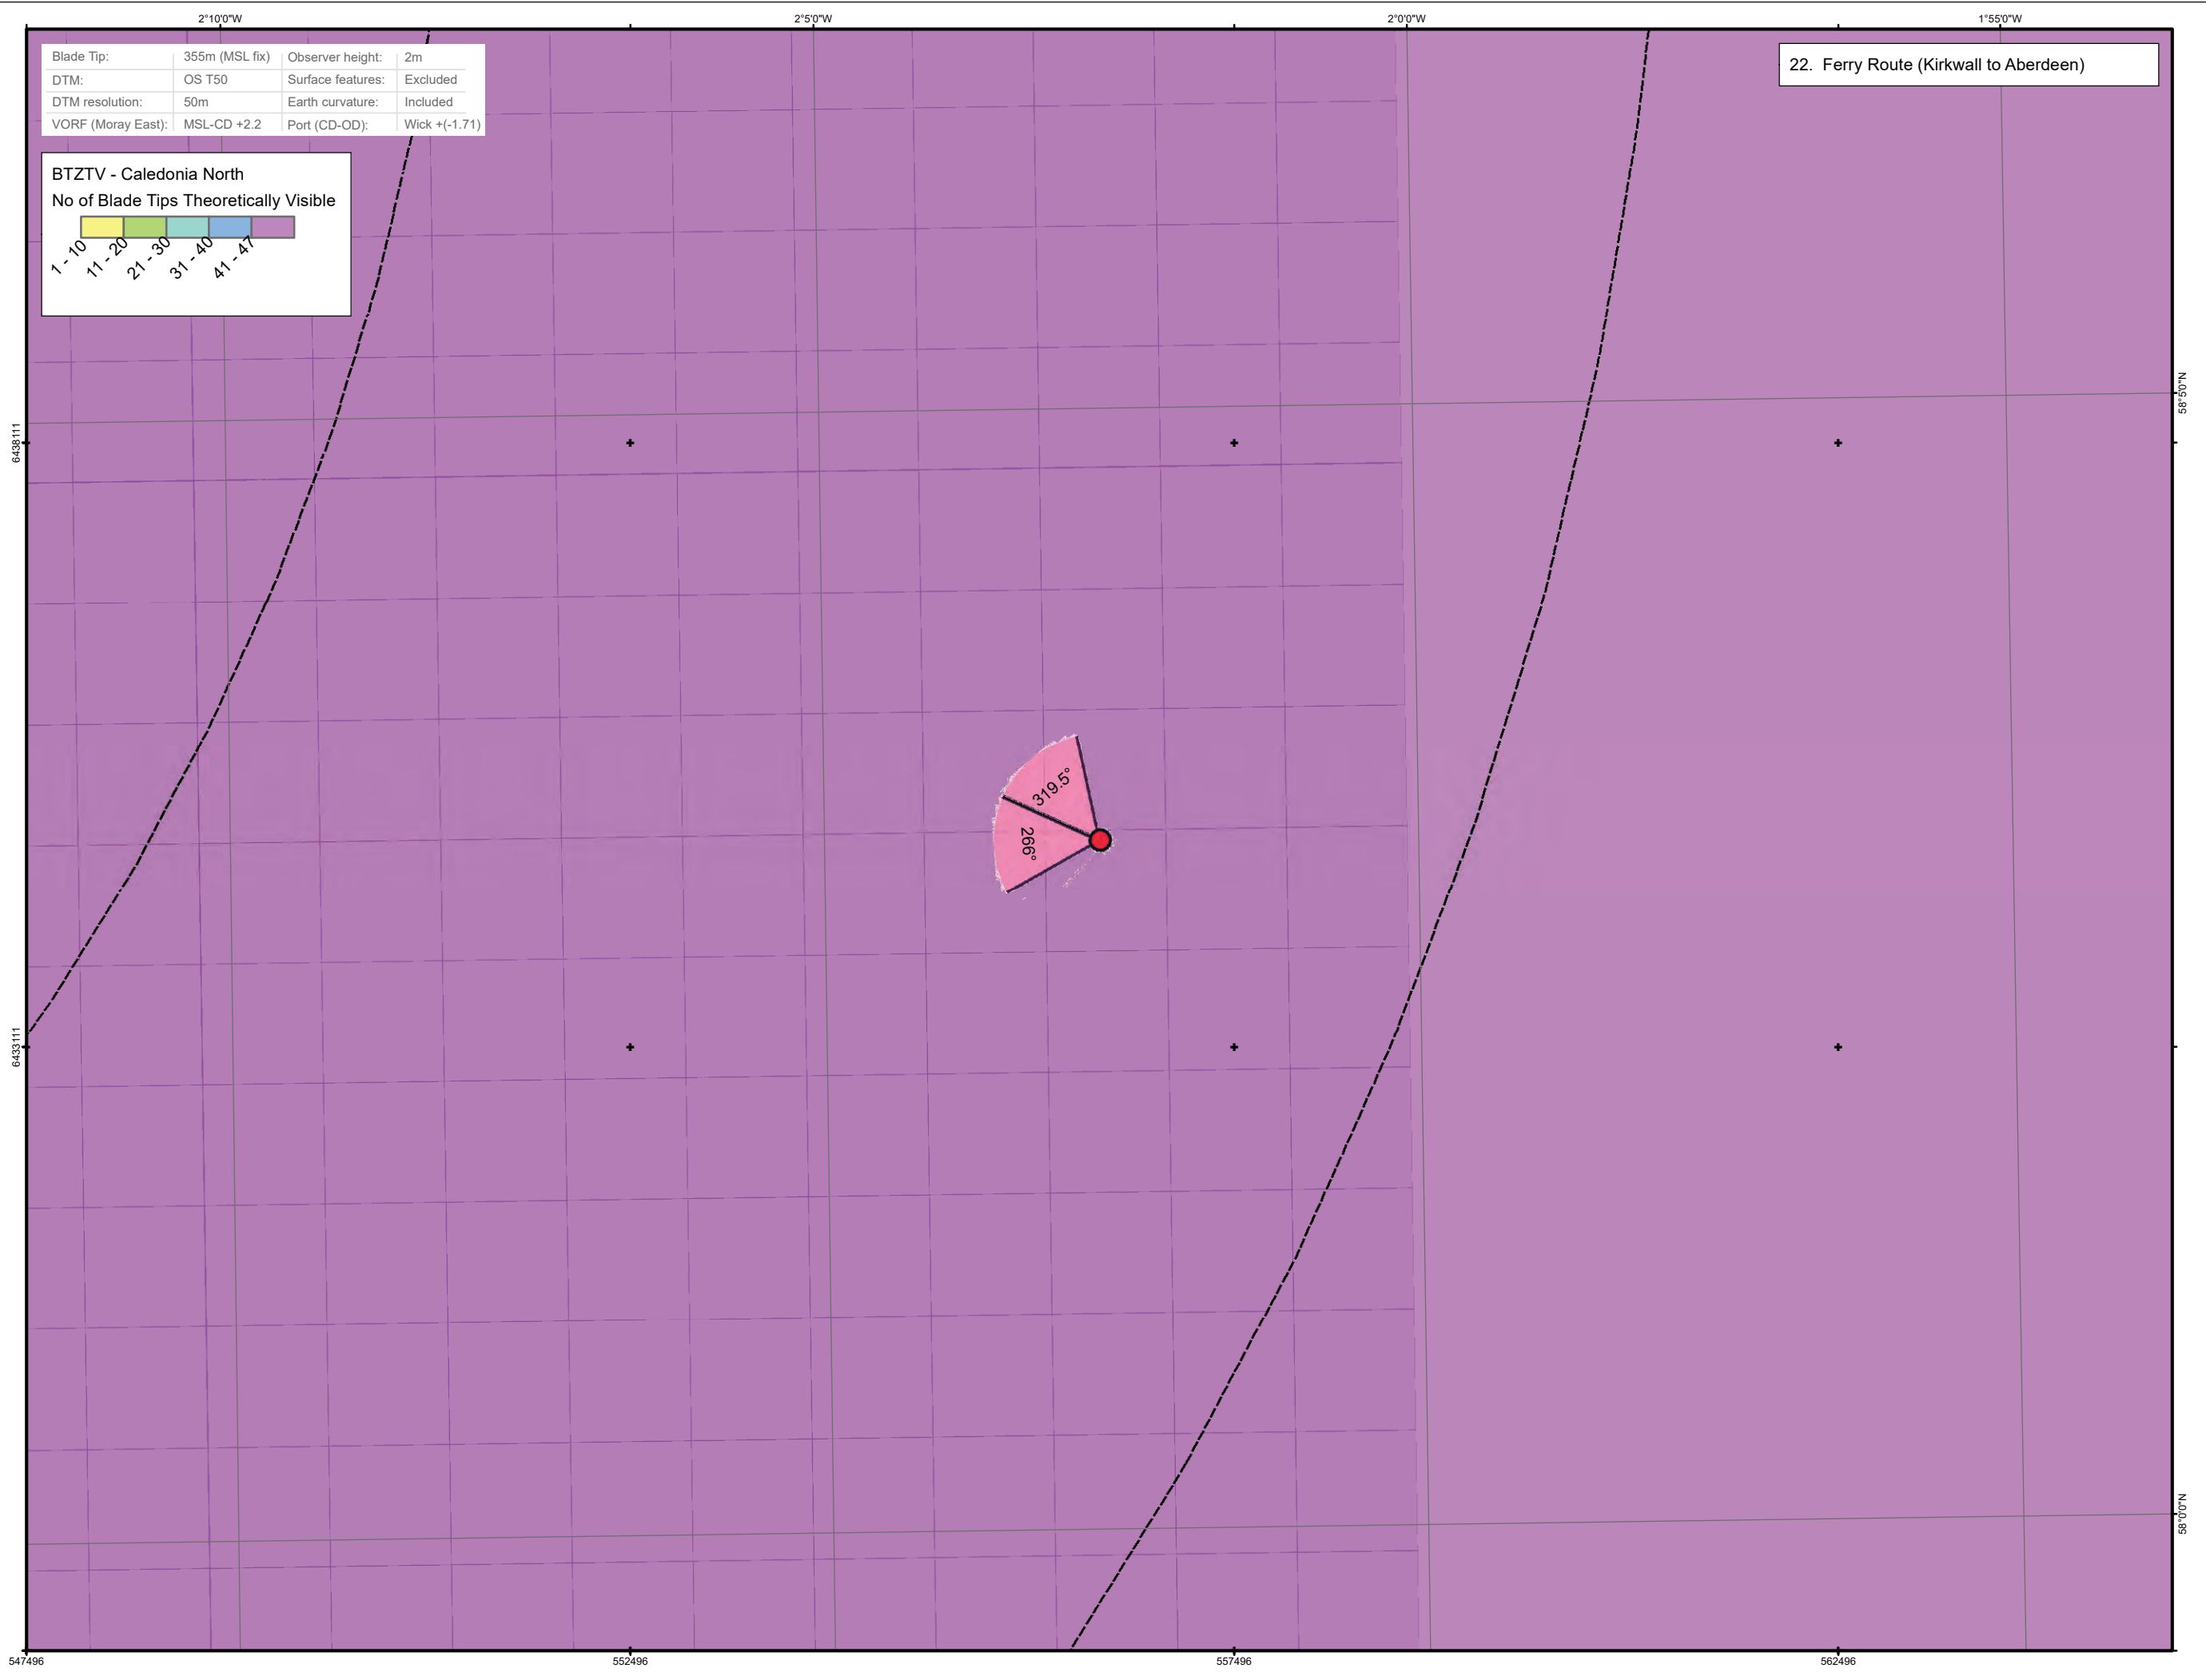 2°10'0"W 2°5'0"W 2°0'0"W 1°55'0"W
Blade Tip: 355m (MSL fix) Observer height: 2m
DTM: OS T50 Surface features: Excluded
DTM resolution: 50m Earth curvature: Included
VORF (Moray East): MSL-CD +2.2 Port (CD-OD): Wick +(-1.71)
22. Ferry Route (Kirkwall to Aberdeen)
BTZTV - Caledonia North
No of Blade Tips Theoretically Visible
1 - 10
11 - 20
21 - 30
31 - 40
41 - 47
58°5'0"N
6438111
319.5°
266°
6433111
58°0'0"N
547496 552496 557496 562496